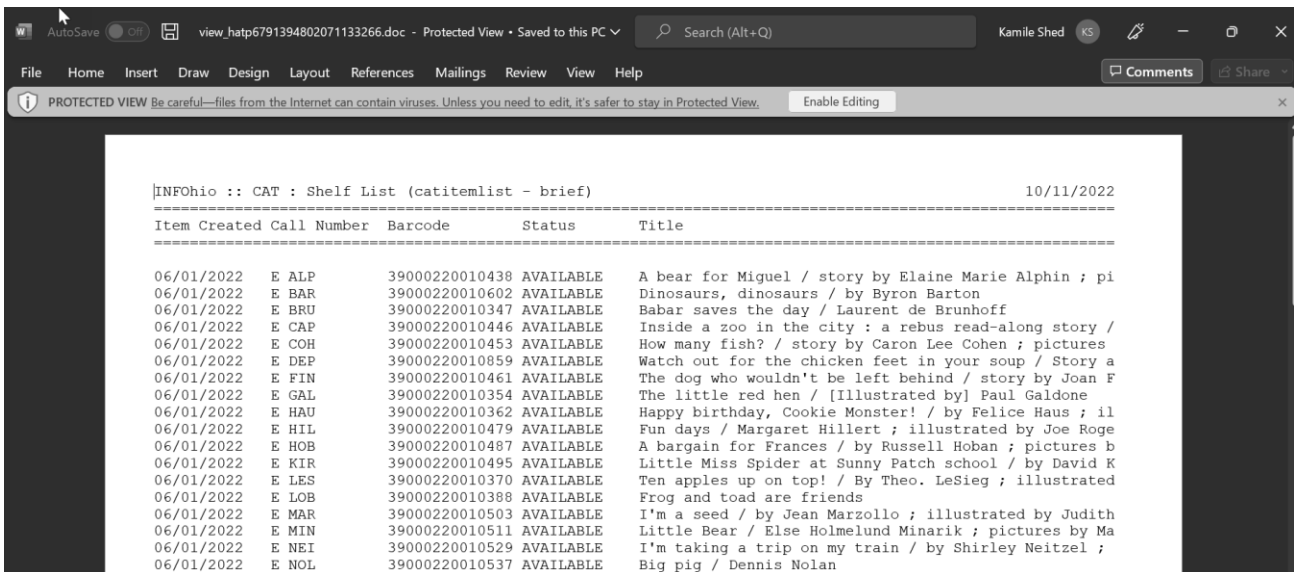 AutoSave Off view_hatp6791394802071133266.doc - Protected View • Saved to this PC Search (Alt+Q) Kamile Shed KS
File Home Insert Draw Design Layout References Mailings Review View Help Comments Share
PROTECTED VIEW Be careful—files from the Internet can contain viruses. Unless you need to edit, it's safer to stay in Protected View. Enable Editing
INFOhio :: CAT : Shelf List (catitemlist - brief) 10/11/2022
Item Created Call Number Barcode Status Title
06/01/2022 E ALP 39000220010438 AVAILABLE A bear for Miguel / story by Elaine Marie Alphin ; pi
06/01/2022 E BAR 39000220010602 AVAILABLE Dinosaurs, dinosaurs / by Byron Barton
06/01/2022 E BRU 39000220010347 AVAILABLE Babar saves the day / Laurent de Brunhoff
06/01/2022 E CAP 39000220010446 AVAILABLE Inside a zoo in the city : a rebus read-along story /
06/01/2022 E COH 39000220010453 AVAILABLE How many fish? / story by Caron Lee Cohen ; pictures
06/01/2022 E DEP 39000220010859 AVAILABLE Watch out for the chicken feet in your soup / Story a
06/01/2022 E FIN 39000220010461 AVAILABLE The dog who wouldn't be left behind / story by Joan F
06/01/2022 E GAL 39000220010354 AVAILABLE The little red hen / [Illustrated by] Paul Galdone
06/01/2022 E HAU 39000220010362 AVAILABLE Happy birthday, Cookie Monster! / by Felice Haus ; il
06/01/2022 E HIL 39000220010479 AVAILABLE Fun days / Margaret Hillert ; illustrated by Joe Roge
06/01/2022 E HOB 39000220010487 AVAILABLE A bargain for Frances / by Russell Hoban ; pictures b
06/01/2022 E KIR 39000220010495 AVAILABLE Little Miss Spider at Sunny Patch school / by David K
06/01/2022 E LES 39000220010370 AVAILABLE Ten apples up on top! / By Theo. LeSieg ; illustrated
06/01/2022 E LOB 39000220010388 AVAILABLE Frog and toad are friends
06/01/2022 E MAR 39000220010503 AVAILABLE I'm a seed / by Jean Marzollo ; illustrated by Judith
06/01/2022 E MIN 39000220010511 AVAILABLE Little Bear / Else Holmelund Minarik ; pictures by Ma
06/01/2022 E NEI 39000220010529 AVAILABLE I'm taking a trip on my train / by Shirley Neitzel ;
06/01/2022 E NOL 39000220010537 AVAILABLE Big pig / Dennis Nolan